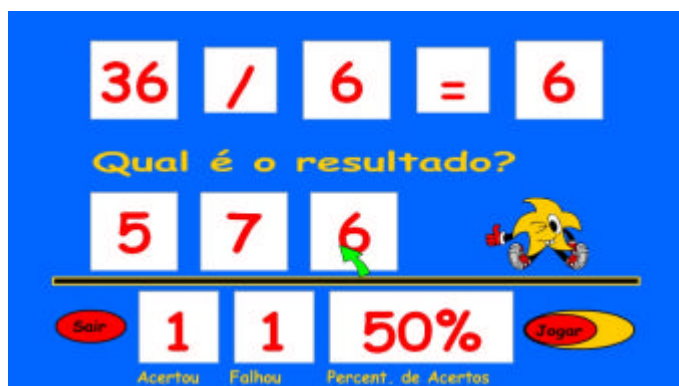 36 / 6 = 6
Qual é o resultado?
5 7 6
Sair 1 1 50% Jogar
Acertou Falhou Percent. de Acertos